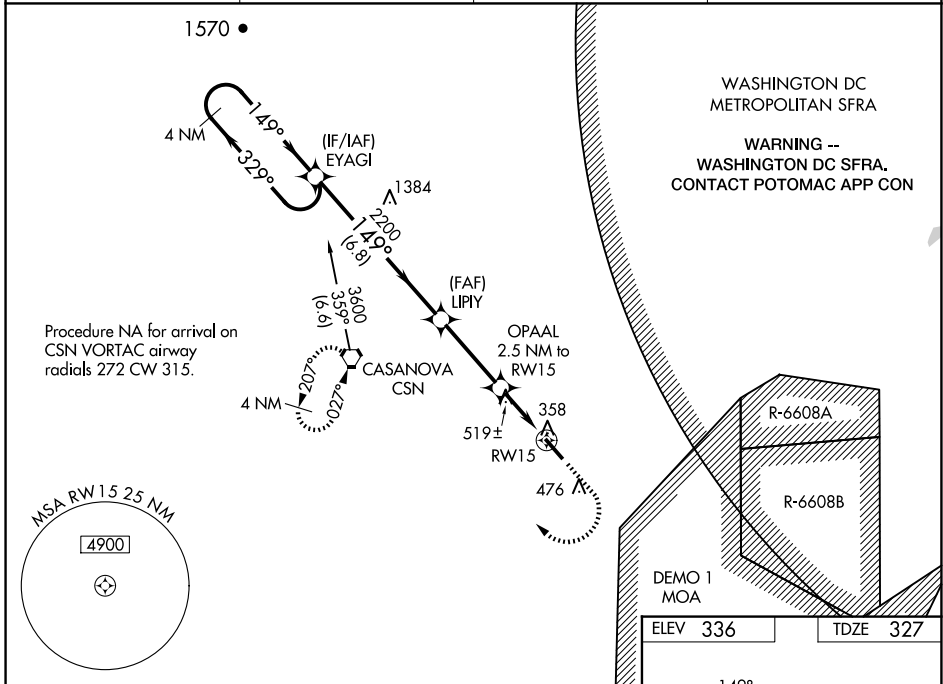 1570
WASHINGTON DC
METROPOLITAN SFRA
WARNING --
WASHINGTON DC SFRA.
CONTACT POTOMAC APP CON
4 NM
149°
329°
(IF/IAF)
EYAGI
1384
2200
149°
(6.8)
3600
359°
(6.6)
(FAF)
LIPIY
Procedure NA for arrival on
CSN VORTAC airway
radials 272 CW 315.
OPAAL
2.5 NM to
RW15
CASANOVA
CSN
207°
027°
4 NM
358
519±
RW15
476
R-6608A
R-6608B
MSA RW15 25 NM
4900
DEMO 1
MOA
ELEV 336
TDZE 327